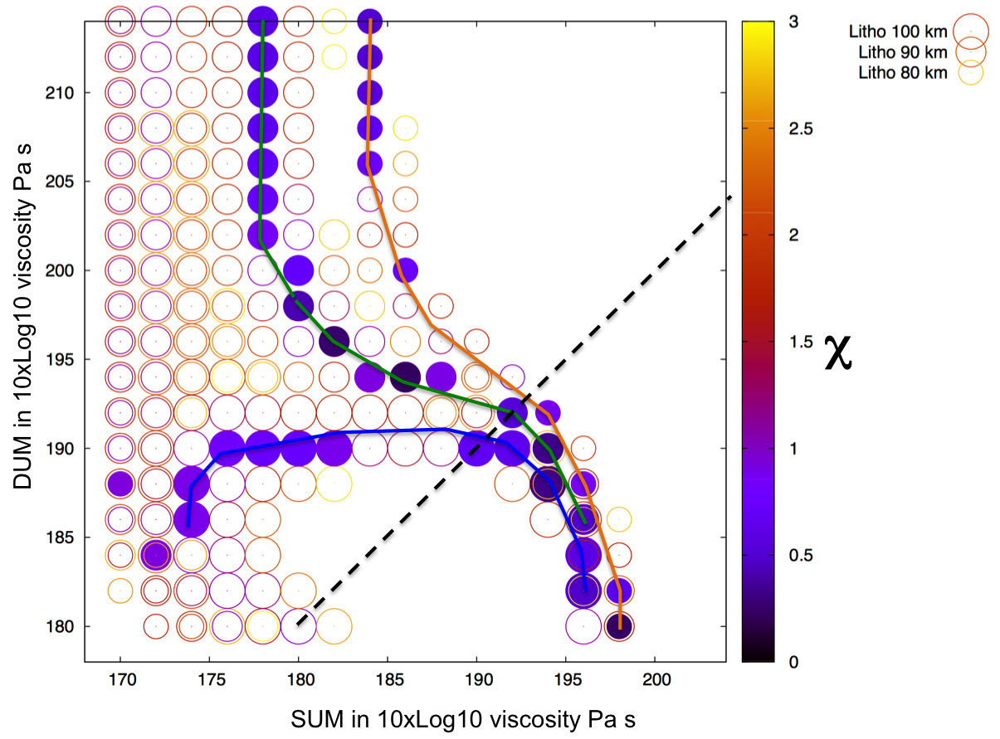 Litho 100 km
Litho 90 km
Litho 80 km
DUM in 10xLog10 viscosity Pa s
210
205
200
195
190
185
180
170 175 180 185 190 195 200
SUM in 10xLog10 viscosity Pa s
3
2.5
2
1.5
1
0.5
0
χ